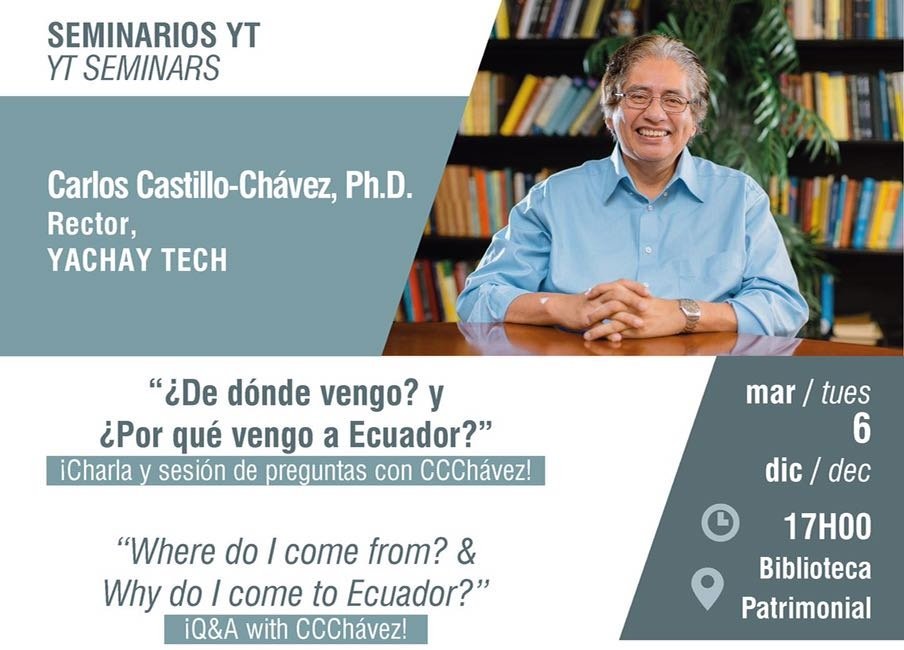 SEMINARIOS YT
YT SEMINARS
Carlos Castillo-Chávez, Ph.D.
Rector,
YACHAY TECH
“¿De dónde vengo? y
¿Por qué vengo a Ecuador?”
¡Charla y sesión de preguntas con CCChávez!
“Where do I come from? &
Why do I come to Ecuador?”
¡Q&A with CCChávez!
mar / tues
6
dic / dec
17H00
Biblioteca
Patrimonial